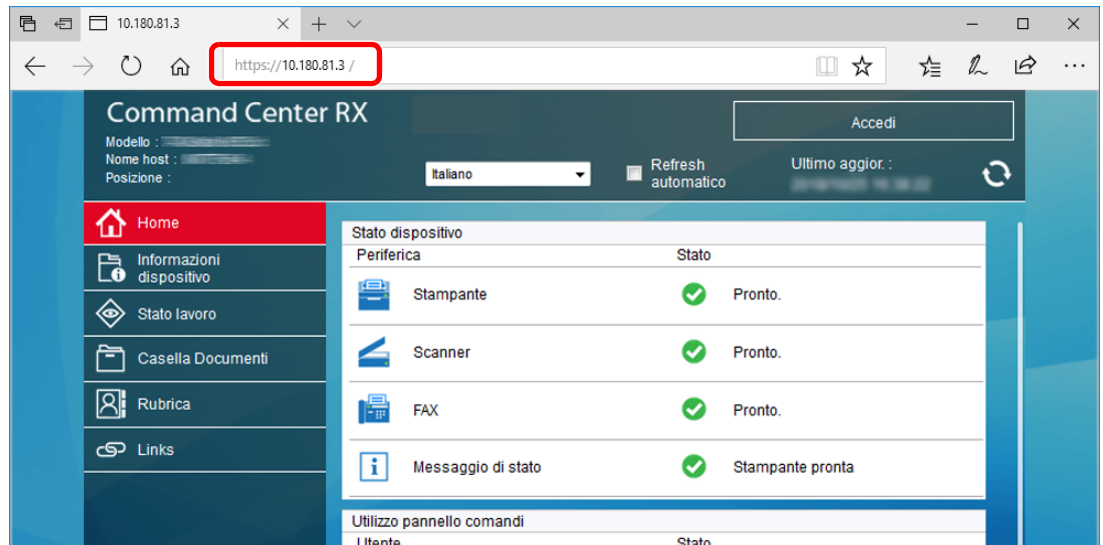 10.180.81.3
https://10.180.81.3 /
Command Center RX
Modello :
Nome host :
Posizione :
Accedi
Italiano
Refresh
automatico
Ultimo aggior. :
Home
Informazioni
dispositivo
Stato lavoro
Casella Documenti
Rubrica
Links
Stato dispositivo
Periferica Stato
Stampante Pronto.
Scanner Pronto.
FAX Pronto.
Messaggio di stato Stampante pronta
Utilizzo pannello comandi
Utente Stato